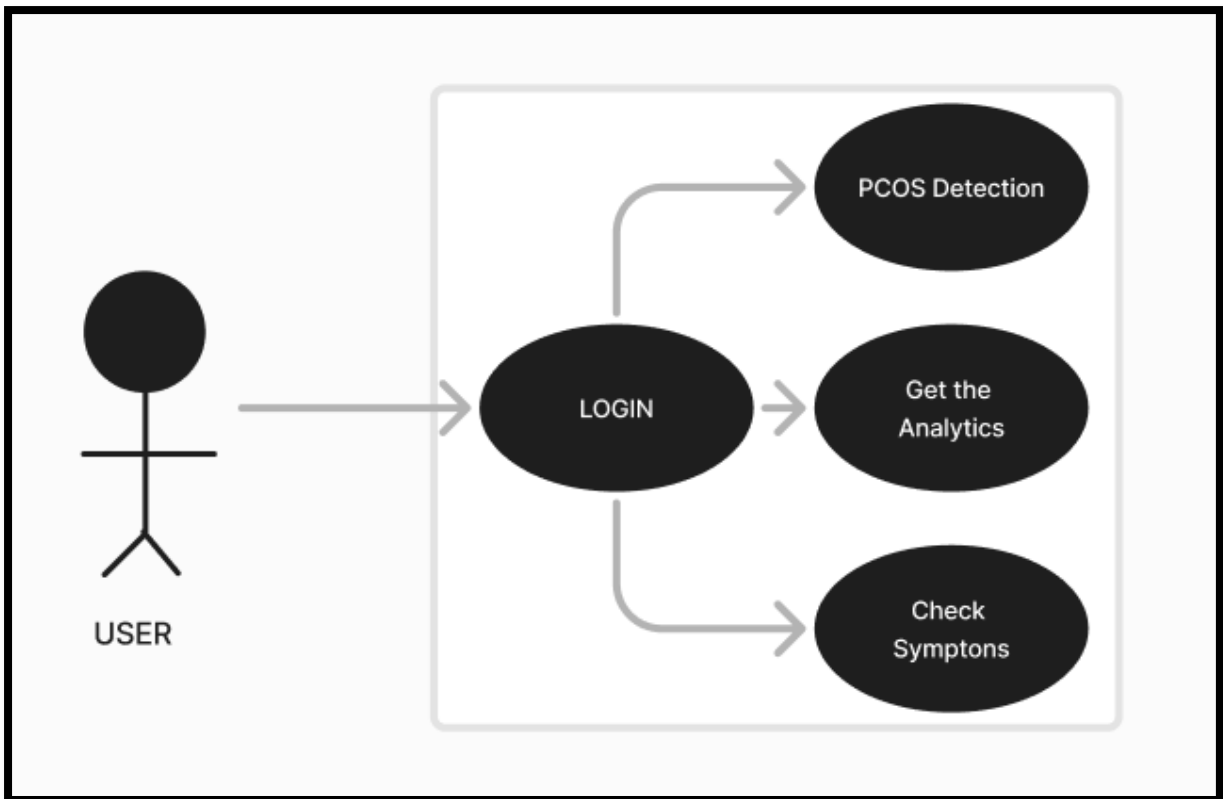 PCOS Detection
LOGIN
Get the
Analytics
Check
Symptons
USER